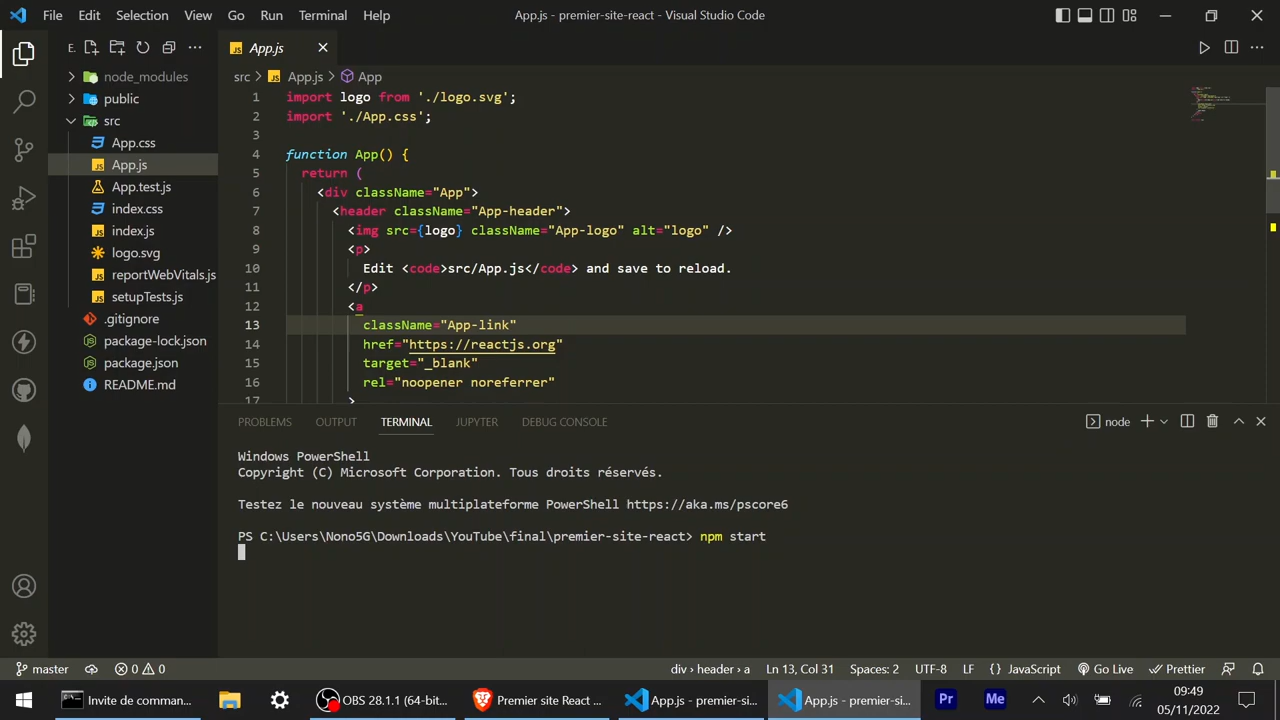 File Edit Selection View Go Run Terminal Help
App.js - premier-site-react - Visual Studio Code
E.
node_modules
public
src
App.css
App.js
App.test.js
index.css
index.js
logo.svg
reportWebVitals.js
setupTests.js
.gitignore
package-lock.json
package.json
README.md
App.js
src > App.js > App
1 import logo from './logo.svg';
2 import './App.css';
3
4 function App() {
5 return (
6 <div className="App">
7 <header className="App-header">
8 <img src={logo} className="App-logo" alt="logo" />
9 <p>
10 Edit <code>src/App.js</code> and save to reload.
11 </p>
12 <a
13 className="App-link"
14 href="https://reactjs.org"
15 target="_blank"
16 rel="noopener noreferrer"
17 >
PROBLEMS OUTPUT TERMINAL JUPYTER DEBUG CONSOLE
node
Windows PowerShell
Copyright (C) Microsoft Corporation. Tous droits réservés.
Testez le nouveau système multiplateforme PowerShell https://aka.ms/pscore6
PS C:\Users\Nono5G\Downloads\YouTube\final\premier-site-react> npm start
master 0 0 div > header > a Ln 13, Col 31 Spaces: 2 UTF-8 LF {} JavaScript Go Live Prettier
Invite de comman... OBS 28.1.1 (64-bit... Premier site React ... App.js - premier-si... App.js - premier-si... Pr Me
09:49
05/11/2022